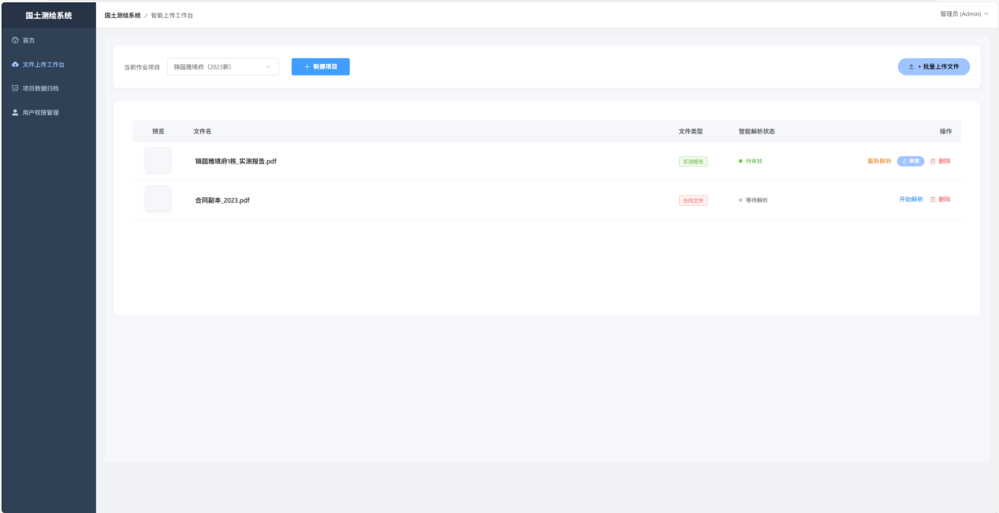 国土测绘系统
国土测绘系统 / 智能上传工作台
管理员 (Admin)
首页
文件上传工作台
项目数据归档
用户权限管理
当前作业项目 锦园雅境府（2023新） + 新建项目
+ 批量上传文件
预览 文件名 文件类型 智能解析状态 操作
锦园雅境府1栋_实测报告.pdf 实测报告 待审核 重新解析 审核 删除
合同副本_2023.pdf 合同文件 等待解析 开始解析 删除